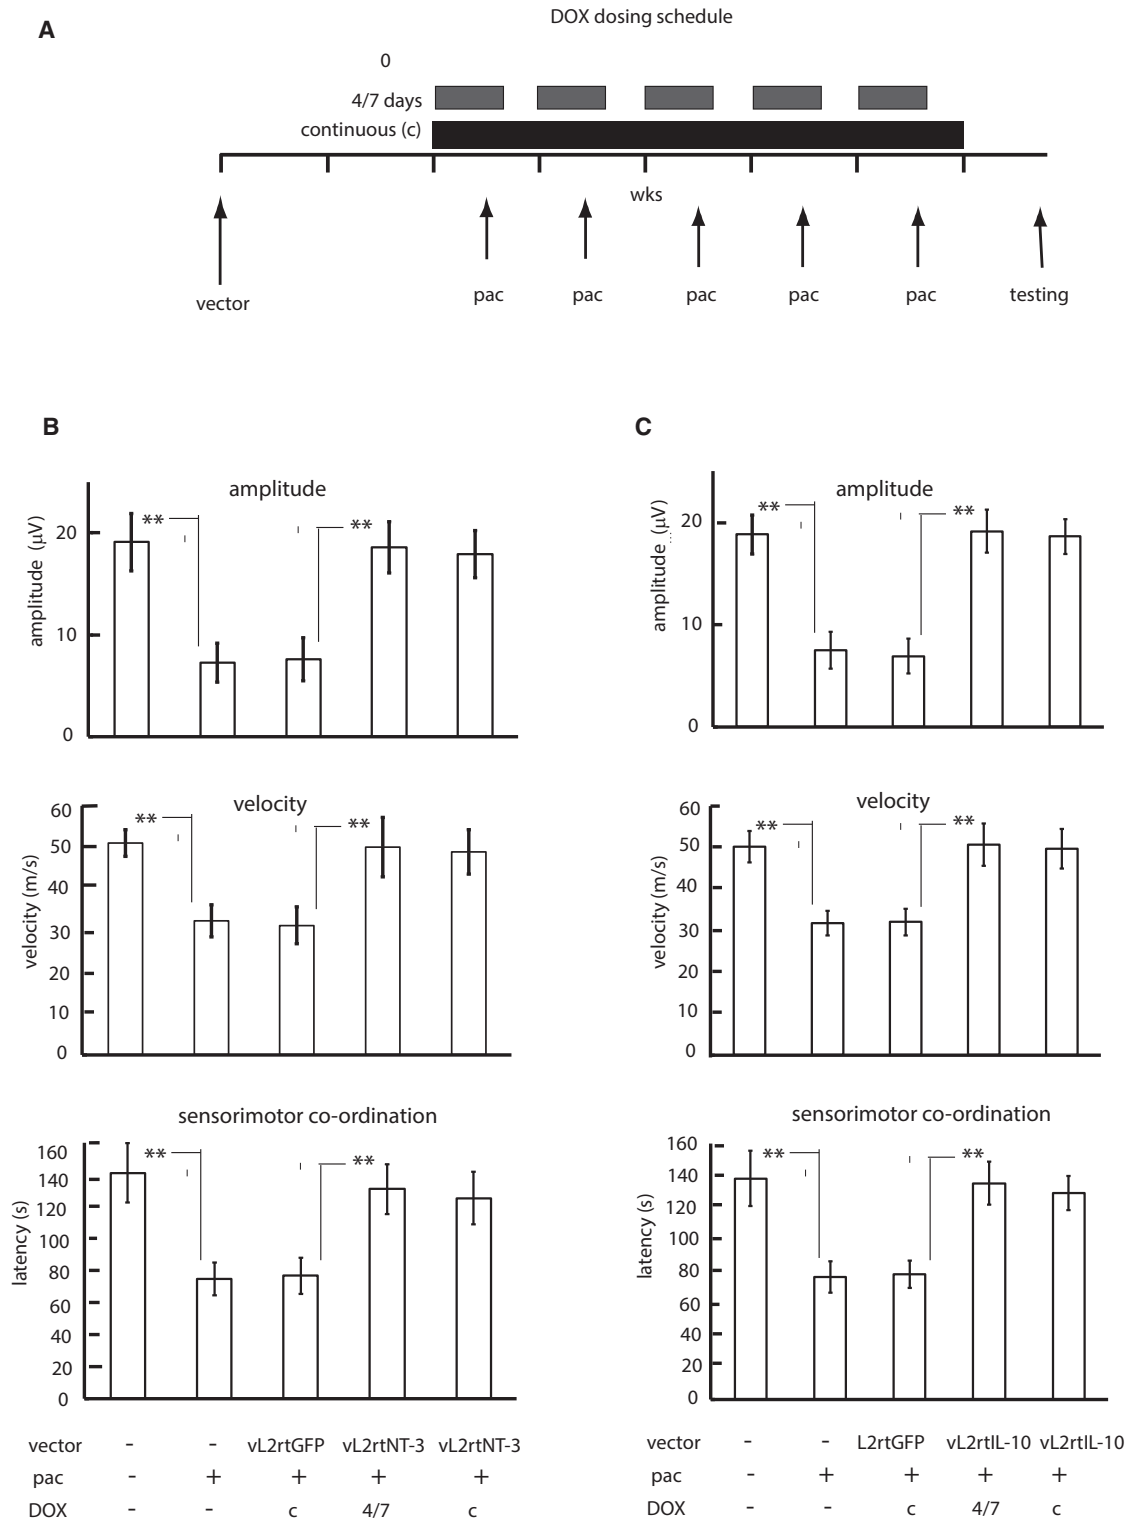 A
DOX dosing schedule
0
4/7 days
continuous (c)
wks
vector
pac
pac
pac
pac
pac
testing
B
amplitude
amplitude (μV)
20
10
0
**
**
velocity
velocity (m/s)
60
50
40
30
20
10
0
**
**
sensorimotor co-ordination
latency (s)
160
140
120
100
80
60
40
20
0
**
**
vector - - vL2rtGFP vL2rtNT-3 vL2rtNT-3
pac - + + + +
DOX - - c 4/7 c
C
amplitude
amplitude (μV)
20
10
0
**
**
velocity
velocity (m/s)
60
50
40
30
20
10
0
**
**
sensorimotor co-ordination
latency (s)
160
140
120
100
80
60
40
20
0
**
**
vector - - L2rtGFP vL2rtIL-10 vL2rtIL-10
pac - + + + +
DOX - - c 4/7 c